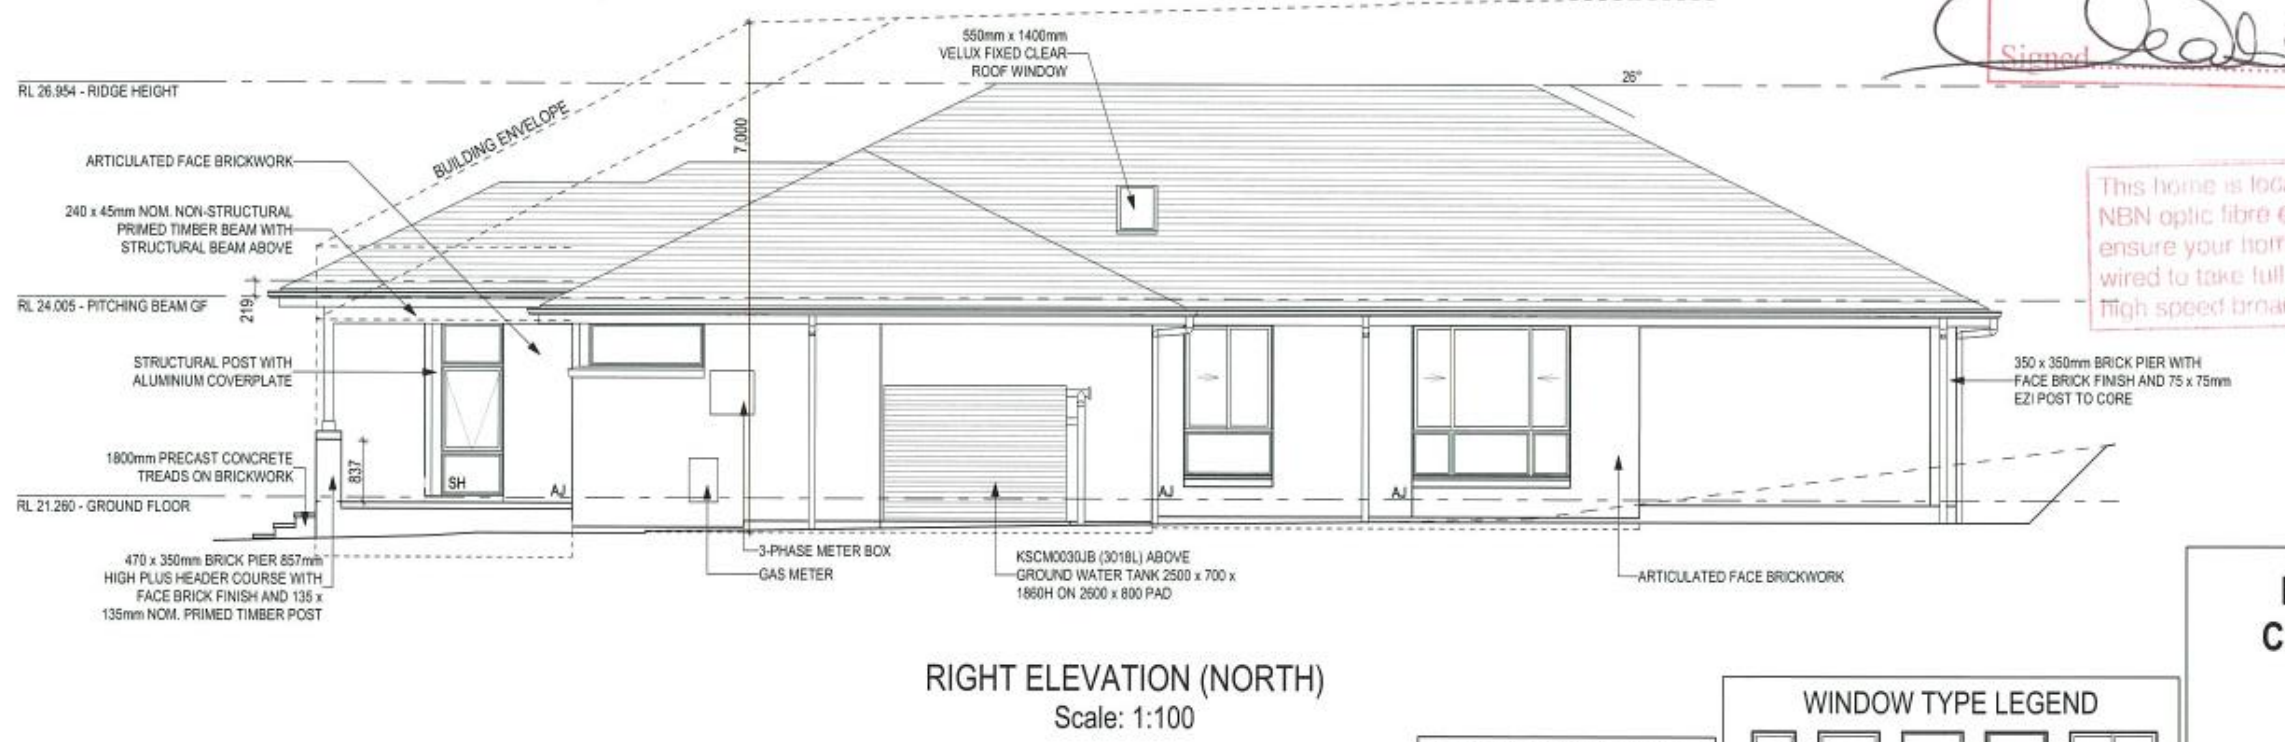 550mm x 1400mm
VELUX FIXED CLEAR
ROOF WINDOW
Signed
26°
RL 26.954 - RIDGE HEIGHT
BUILDING ENVELOPE
7,000
ARTICULATED FACE BRICKWORK
240 x 45mm NOM. NON-STRUCTURAL
PRIMED TIMBER BEAM WITH
STRUCTURAL BEAM ABOVE
This home is loca
NBN optic fibre
ensure your hom
wired to take full
high speed broa
RL 24.005 - PITCHING BEAM GF
219
STRUCTURAL POST WITH
ALUMINIUM COVERPLATE
350 x 350mm BRICK PIER WITH
FACE BRICK FINISH AND 75 x 75mm
EZI POST TO CORE
1800mm PRECAST CONCRETE
TREADS ON BRICKWORK
837
SH
AJ
AJ
AJ
RL 21.260 - GROUND FLOOR
470 x 350mm BRICK PIER 857mm
HIGH PLUS HEADER COURSE WITH
FACE BRICK FINISH AND 135 x
135mm NOM. PRIMED TIMBER POST
3-PHASE METER BOX
GAS METER
KSCM0030JB (3018L) ABOVE
GROUND WATER TANK 2500 x 700 x
1860H ON 2600 x 800 PAD
ARTICULATED FACE BRICKWORK
RIGHT ELEVATION (NORTH)
Scale: 1:100
WINDOW TYPE LEGEND
C